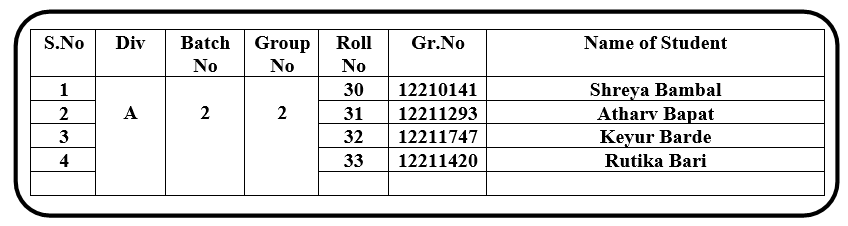 S.No Div Batch No Group No Roll No Gr.No Name of Student
1 30 12210141 Shreya Bambal
2 A 2 2 31 12211293 Atharv Bapat
3 32 12211747 Keyur Barde
4 33 12211420 Rutika Bari